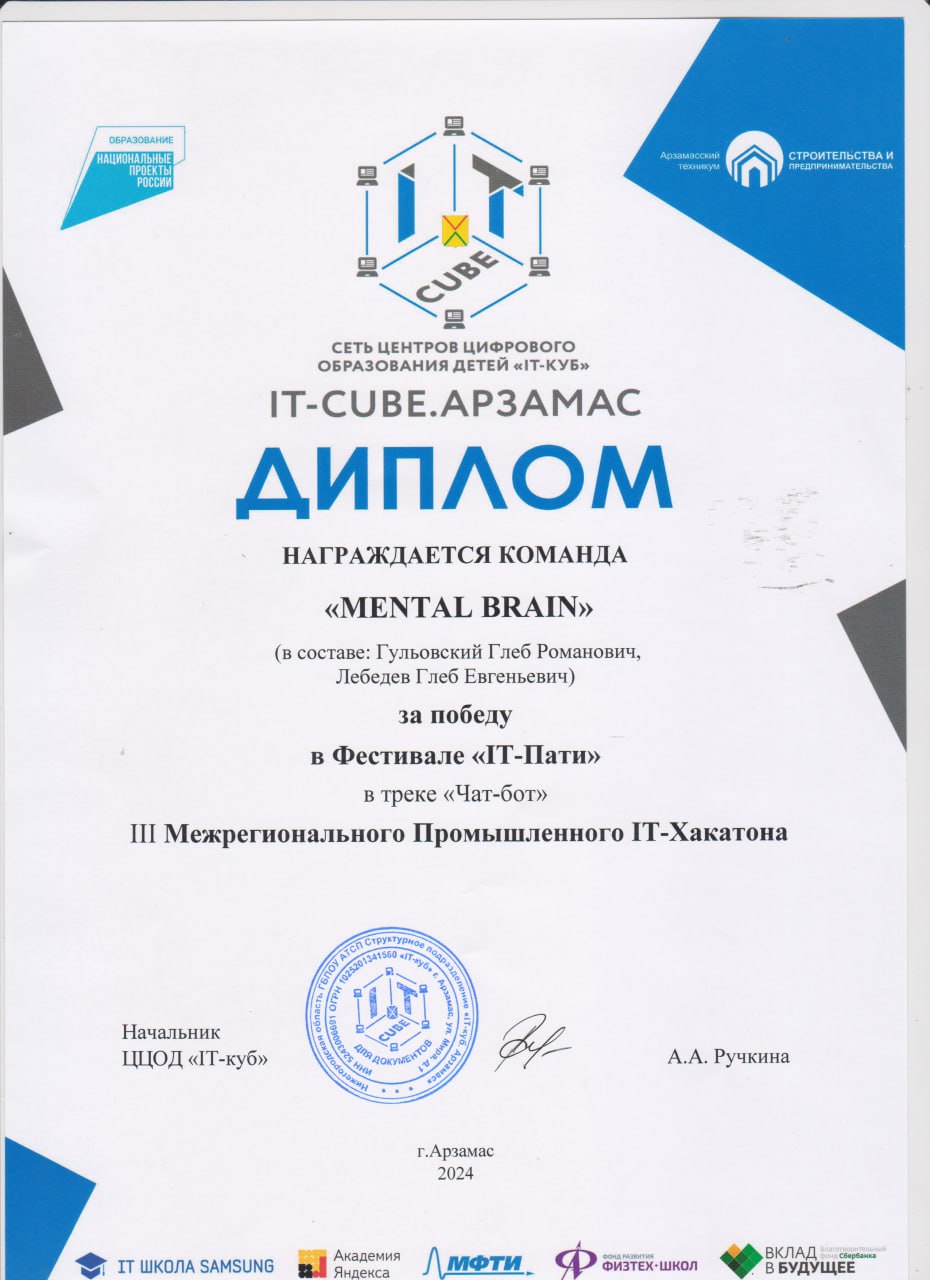 ОБРАЗОВАНИЕ
НАЦИОНАЛЬНЫЕ
ПРОЕКТЫ
РОССИИ
Арзамасский
техникум
СТРОИТЕЛЬСТВА И
ПРЕДПРИНИМАТЕЛЬСТВА
IT
CUBE
СЕТЬ ЦЕНТРОВ ЦИФРОВОГО
ОБРАЗОВАНИЯ ДЕТЕЙ «IT-КУБ»
IT-CUBE.АРЗАМАС
ДИПЛОМ
НАГРАЖДАЕТСЯ КОМАНДА
«MENTAL BRAIN»
(в составе: Гульовский Глеб Романович,
Лебедев Глеб Евгеньевич)
за победу
в Фестивале «IT-Пати»
в треке «Чат-бот»
III Межрегионального Промышленного IT-Хакатона
Нижегородская область ГБПОУ АТСП Структурное подразделение «IT-куб. Арзамас»
ИНН 5243006691 ОГРН 1025201341560 «IT-куб» г. Арзамас, ул. Мира, д.1
IT
CUBE
ДЛЯ ДОКУМЕНТОВ
Начальник
ЦЦОД «IT-куб»
А.А. Ручкина
г.Арзамас
2024
IT ШКОЛА SAMSUNG
Академия
Яндекса
МФТИ
ФОНД РАЗВИТИЯ
ФИЗТЕХ-ШКОЛ
ВКЛАД
В БУДУЩЕЕ
Благотворительный
фонд Сбербанка